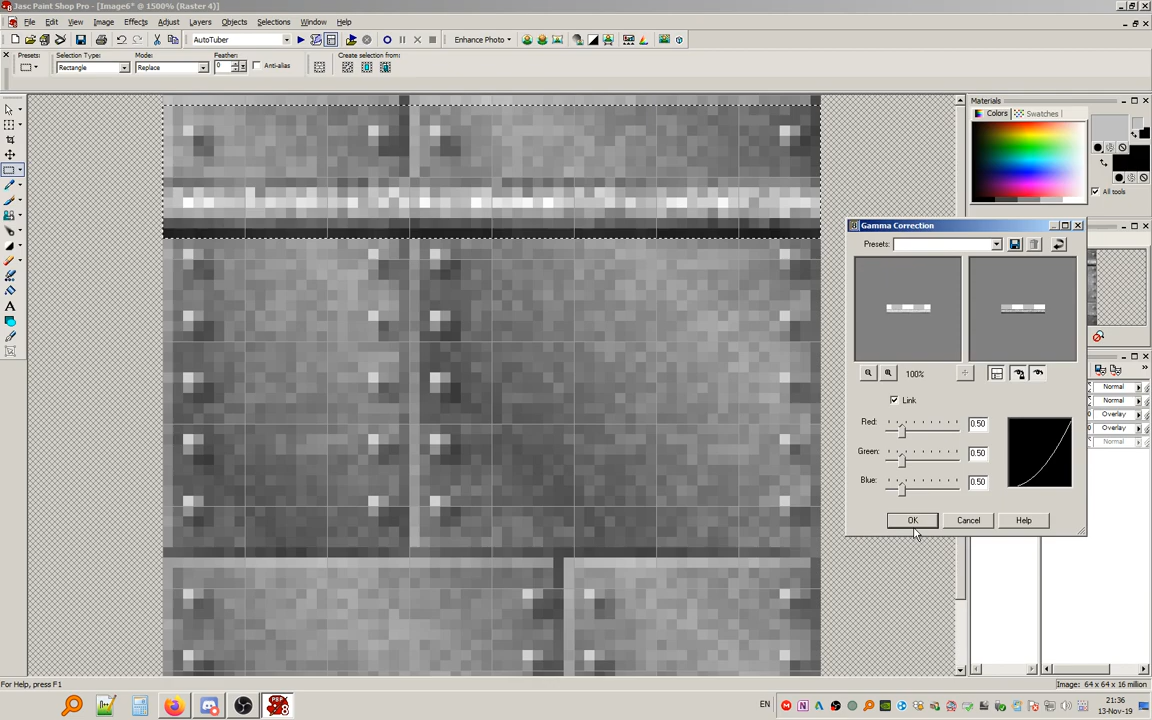 Jasc Paint Shop Pro - Image6* @ 1500% (Raster 4)
File Edit View Image Effects Adjust Layers Objects Selections Window Help
AutoTuber
Enhance Photo
Presets: Selection Type: Mode: Feather: Create selection from:
Rectangle Replace 0 Anti-alias
Materials
Colors Swatches
All tools
Gamma Correction
Presets:
100%
Link
Red: 0.50
Green: 0.50
Blue: 0.50
OK Cancel Help
Normal
Normal
0 Overlay
0 Overlay
Normal
For Help, press F1
Image: 64 x 64 x 16 million
EN
21:36
13-Nov-19